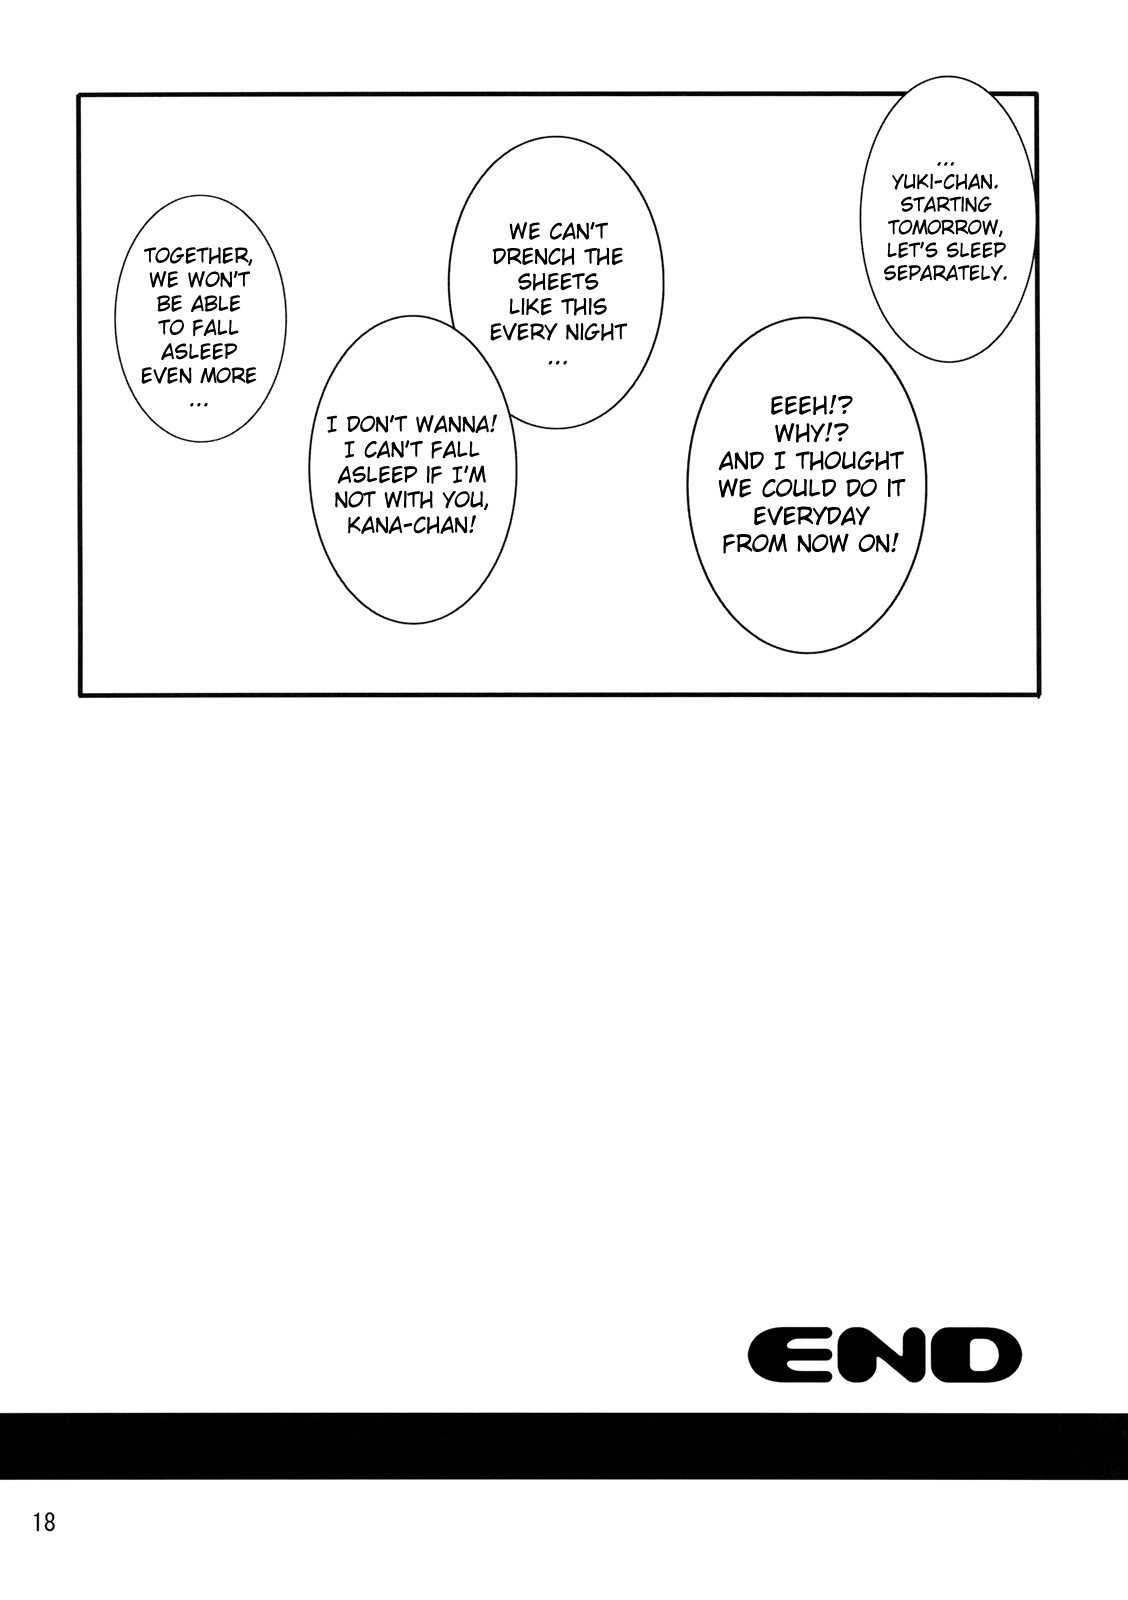 ...
YUKI-CHAN.
STARTING
TOMORROW,
LET'S SLEEP
SEPARATELY.
EEEH!?
WHY!?
AND I THOUGHT
WE COULD DO IT
EVERYDAY
FROM NOW ON!
WE CAN'T
DRENCH THE
SHEETS
LIKE THIS
EVERY NIGHT
...
I DON'T WANNA!
I CAN'T FALL
ASLEEP IF I'M
NOT WITH YOU,
KANA-CHAN!
TOGETHER,
WE WON'T
BE ABLE
TO FALL
ASLEEP
EVEN MORE
...
END
18